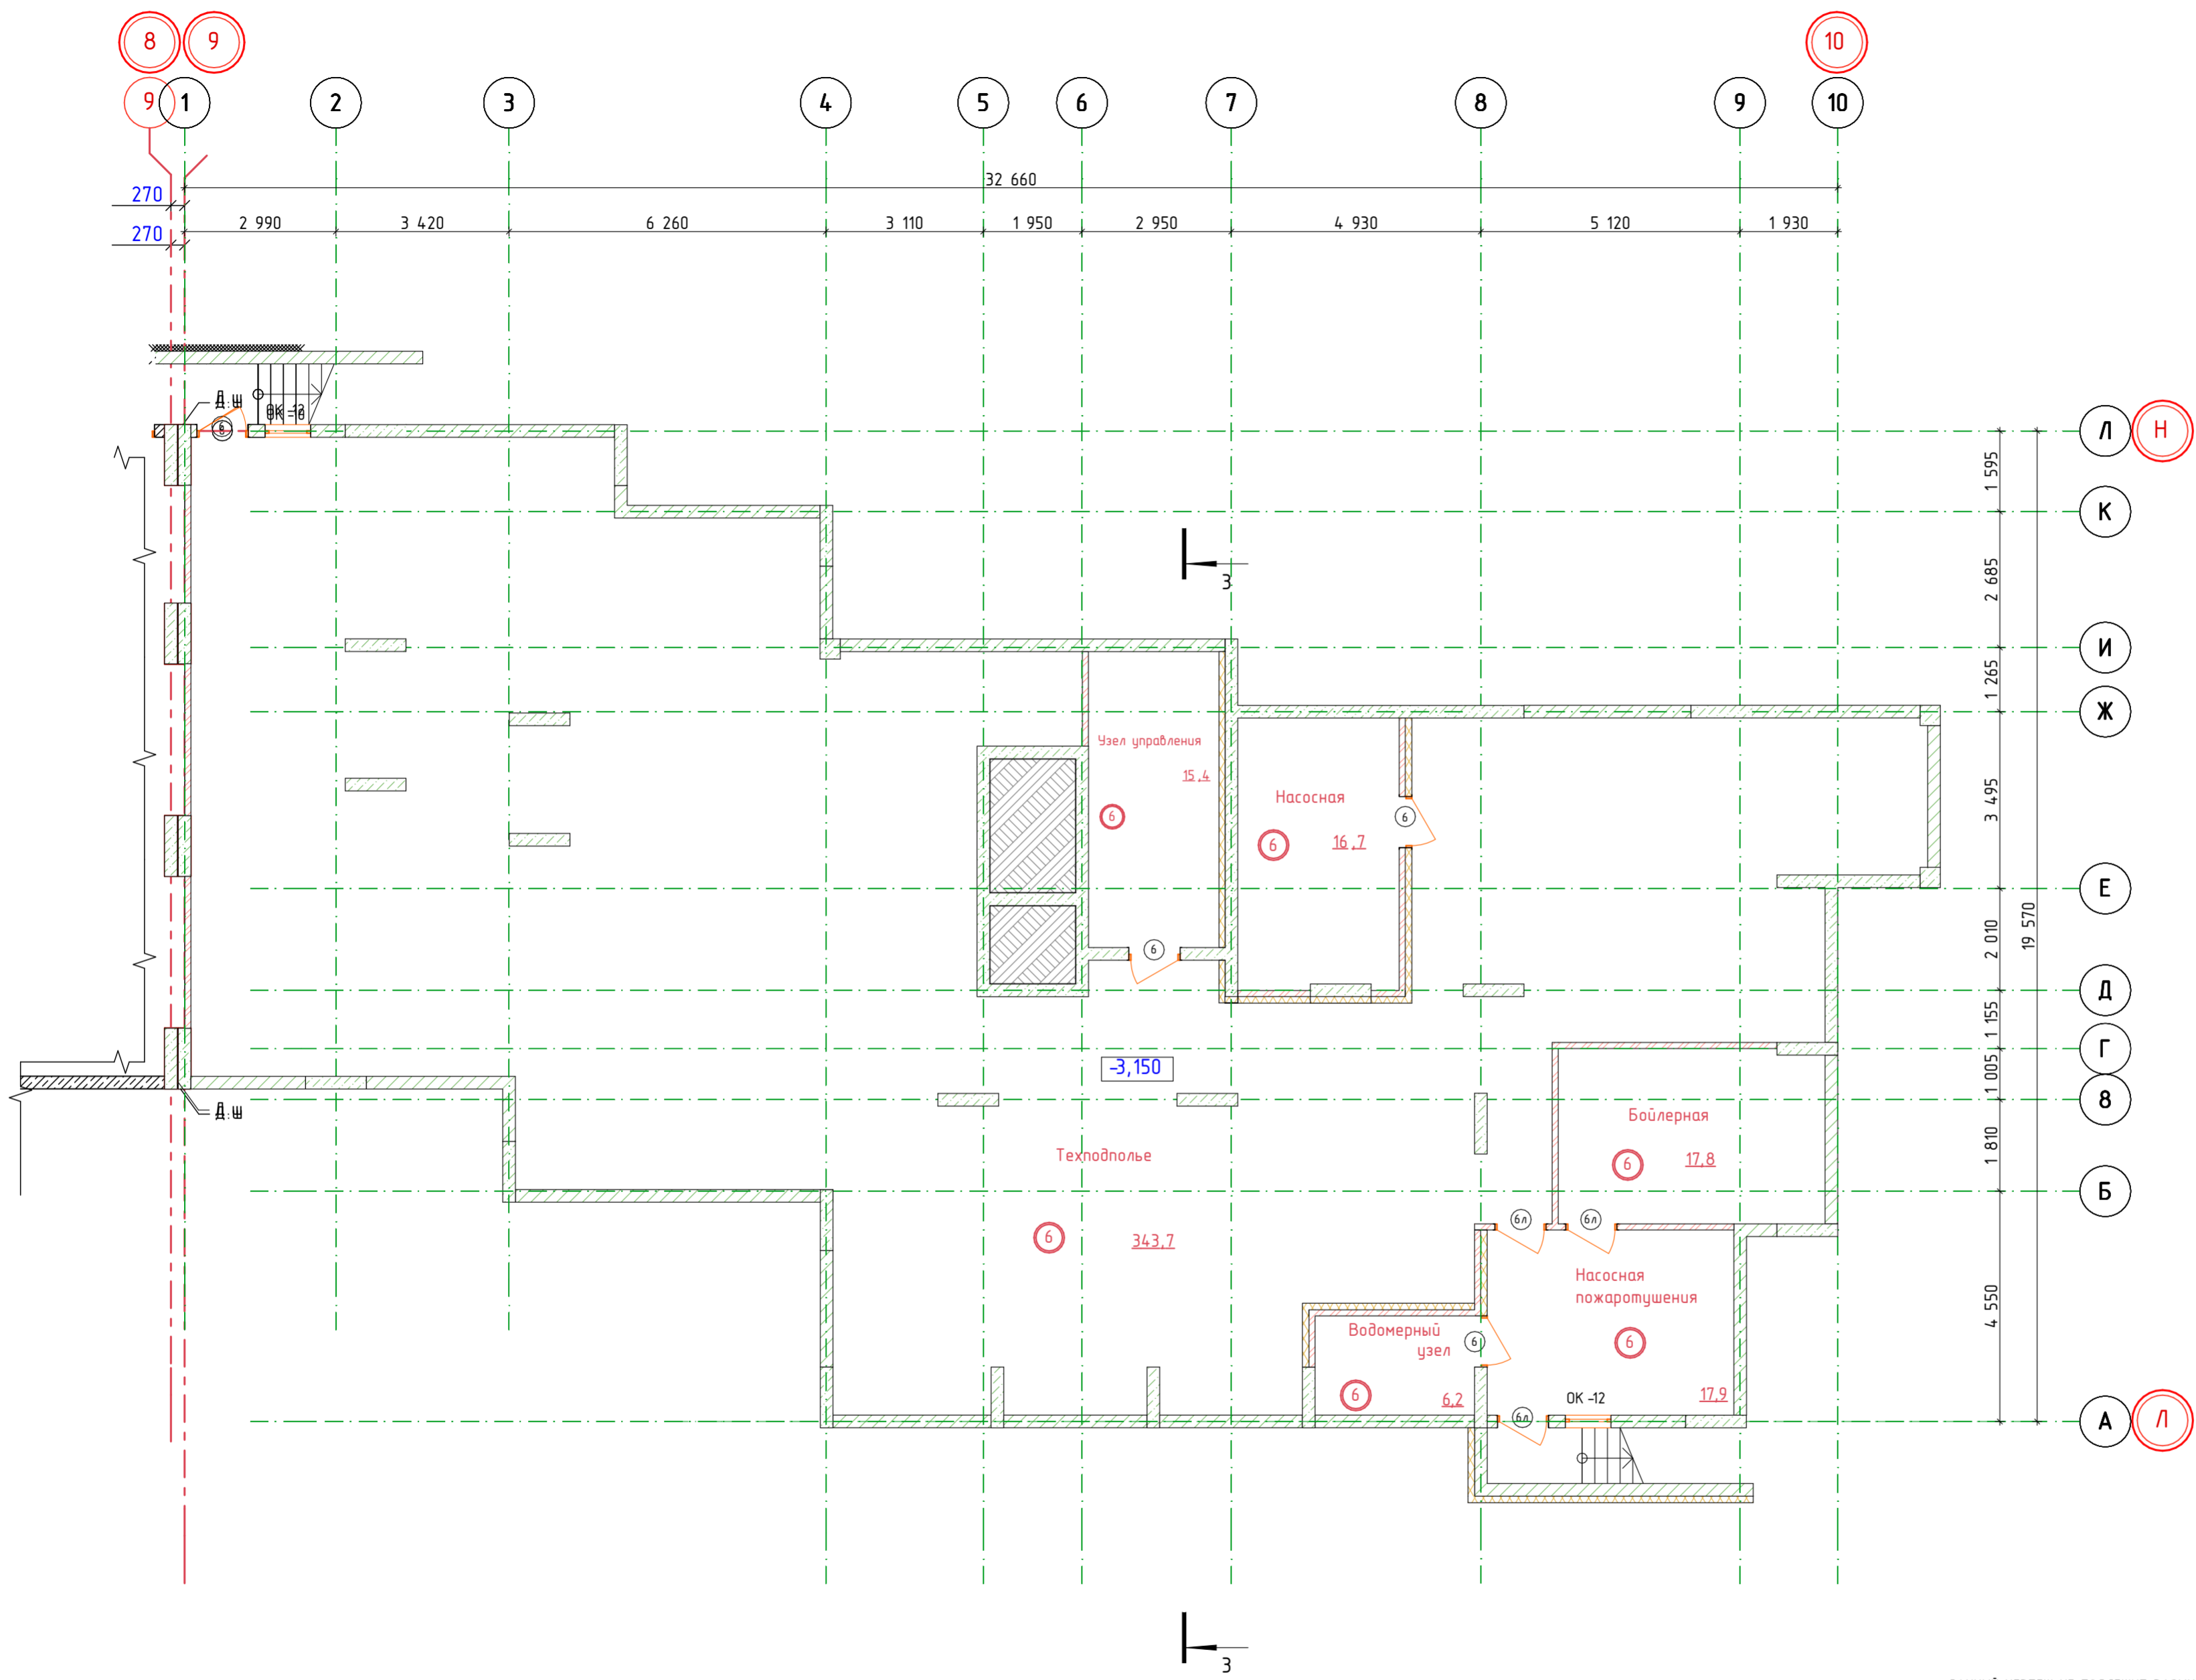 8 9 10
9 1 2 3 4 5 6 7 8 9 10
270 32 660
270 2 990 3 420 6 260 3 110 1 950 2 950 4 930 5 120 1 930
Д.ш
6
Л Н
1 595
К
3
2 685
И
1 265
Ж
Узел управления
15,4
6
Насосная
6 16,7
6
3 495
Е
6
2 010
19 570
Д
1 155
Г
-3,150
1 005
8
Д.ш
Бойлерная
6 17,8
Техподполье
1 810
Б
6 343,7
6л 6л
Насосная
пожаротушения
6
4 550
Водомерный
узел
6
6 6,2
17,9
ОК -12
6л
А Л
3